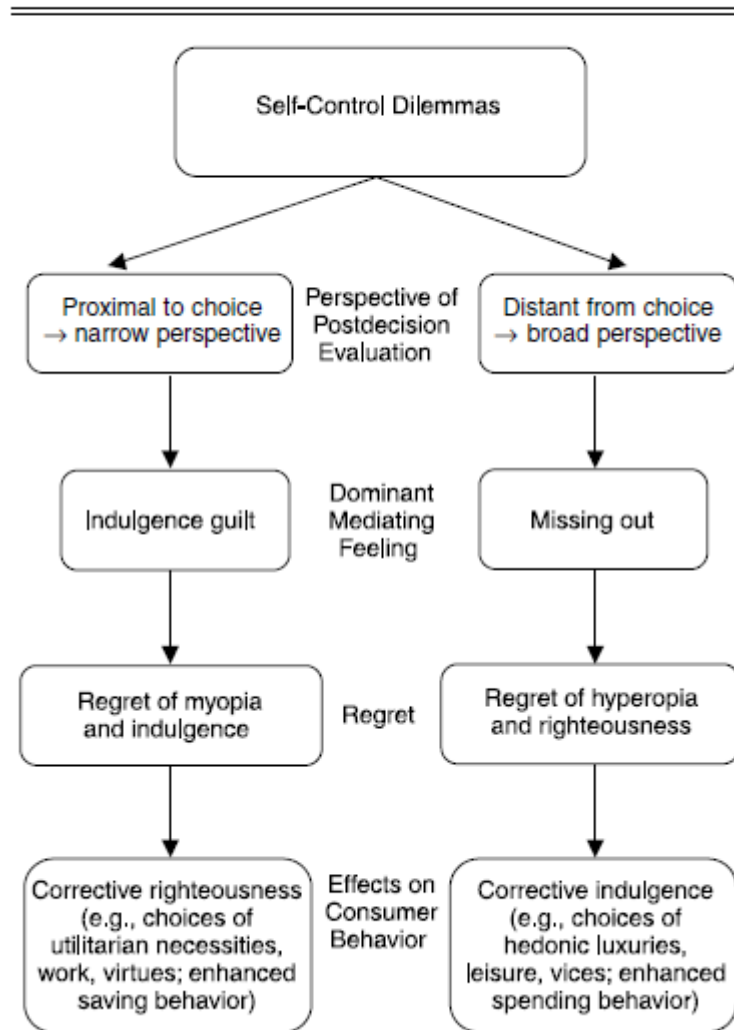 Self-Control Dilemmas
Proximal to choice
→ narrow perspective
Perspective of
Postdecision
Evaluation
Distant from choice
→ broad perspective
Indulgence guilt
Dominant
Mediating
Feeling
Missing out
Regret of myopia
and indulgence
Regret
Regret of hyperopia
and righteousness
Corrective righteousness
(e.g., choices of
utilitarian necessities,
work, virtues; enhanced
saving behavior)
Effects on
Consumer
Behavior
Corrective indulgence
(e.g., choices of
hedonic luxuries,
leisure, vices; enhanced
spending behavior)